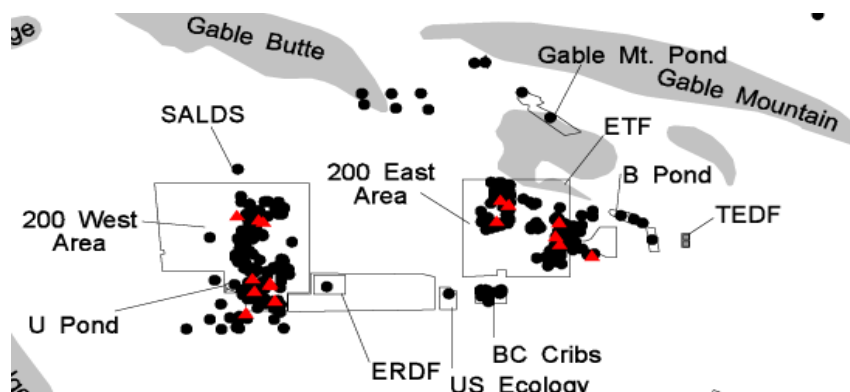 ge
Gable Butte
Gable Mt. Pond
Gable Mountain
SALDS
ETF
200 East
Area
B Pond
TEDF
200 West
Area
U Pond
ERDF
BC Cribs
US Ecology